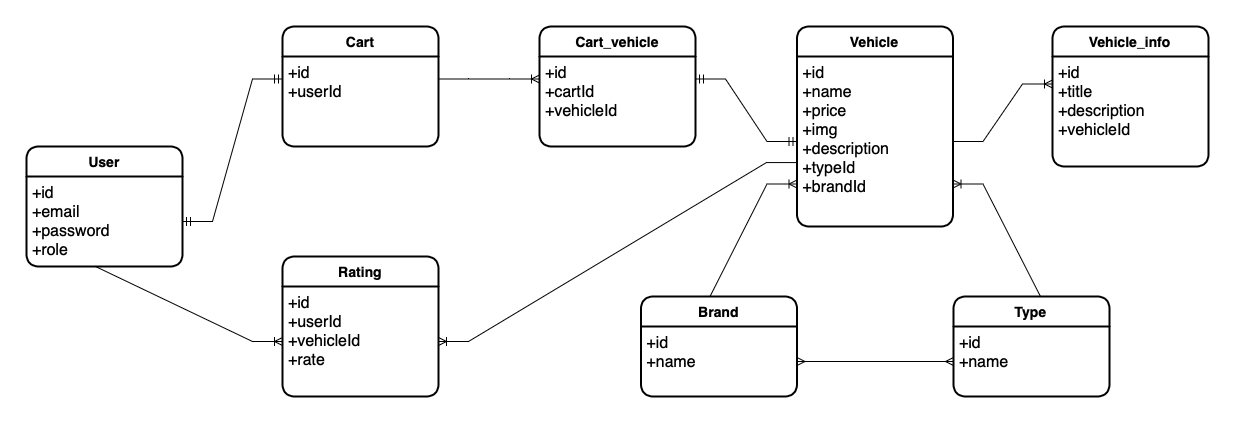 Cart
+id
+userId
Cart_vehicle
+id
+cartId
+vehicleId
Vehicle
+id
+name
+price
+img
+description
+typeId
+brandId
Vehicle_info
+id
+title
+description
+vehicleId
User
+id
+email
+password
+role
Rating
+id
+userId
+vehicleId
+rate
Brand
+id
+name
Type
+id
+name